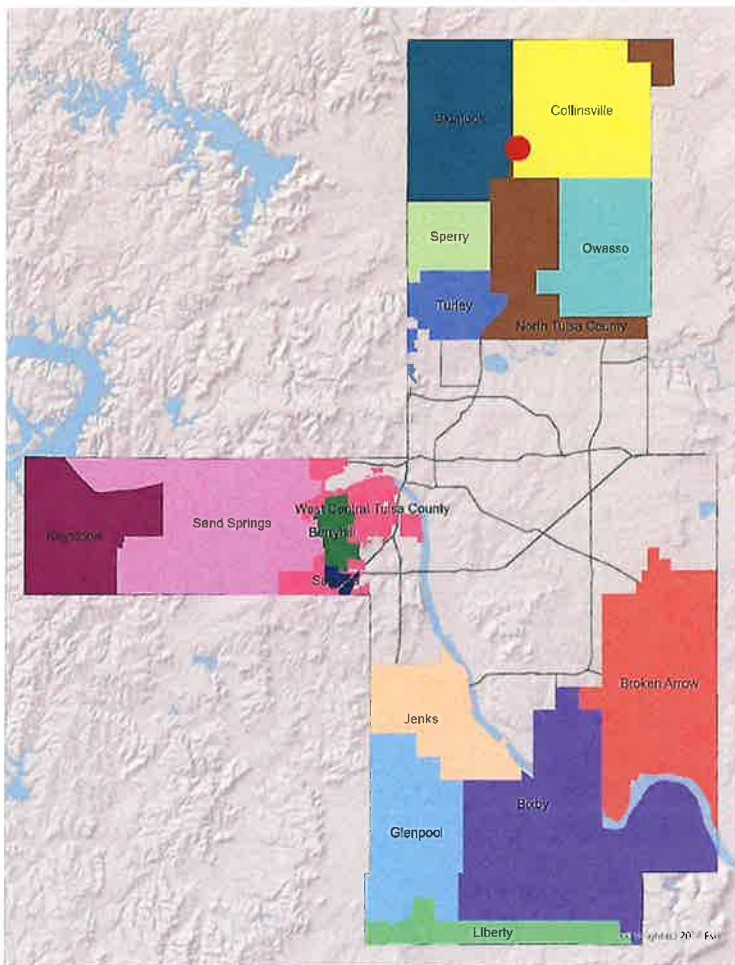 Collinsville
Skiatook
Sperry
Owasso
Turley
North Tulsa County
West Central Tulsa County
Sand Springs
Keystone
Berryhill
Broken Arrow
Jenks
Bixby
Glenpool
Liberty